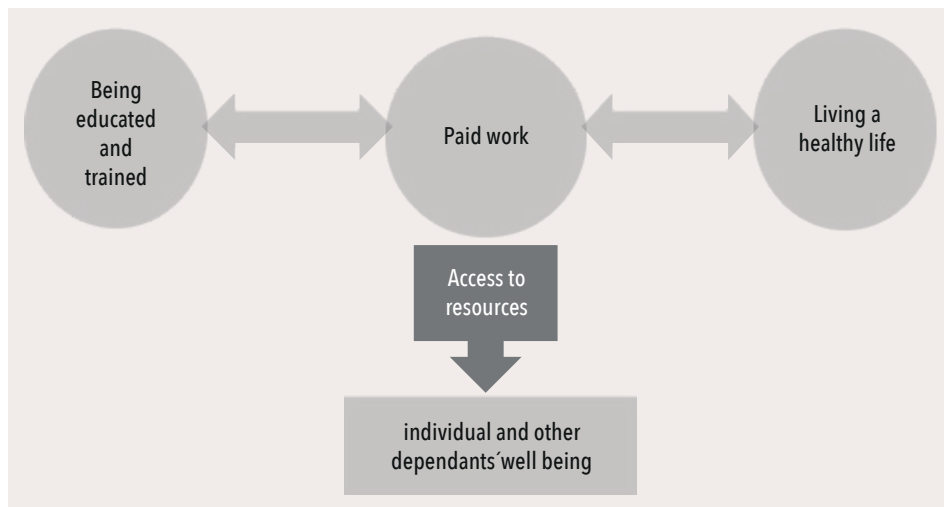 Being
educated
and
trained
Paid work
Living a
healthy life
Access to
resources
individual and other
dependants´well being